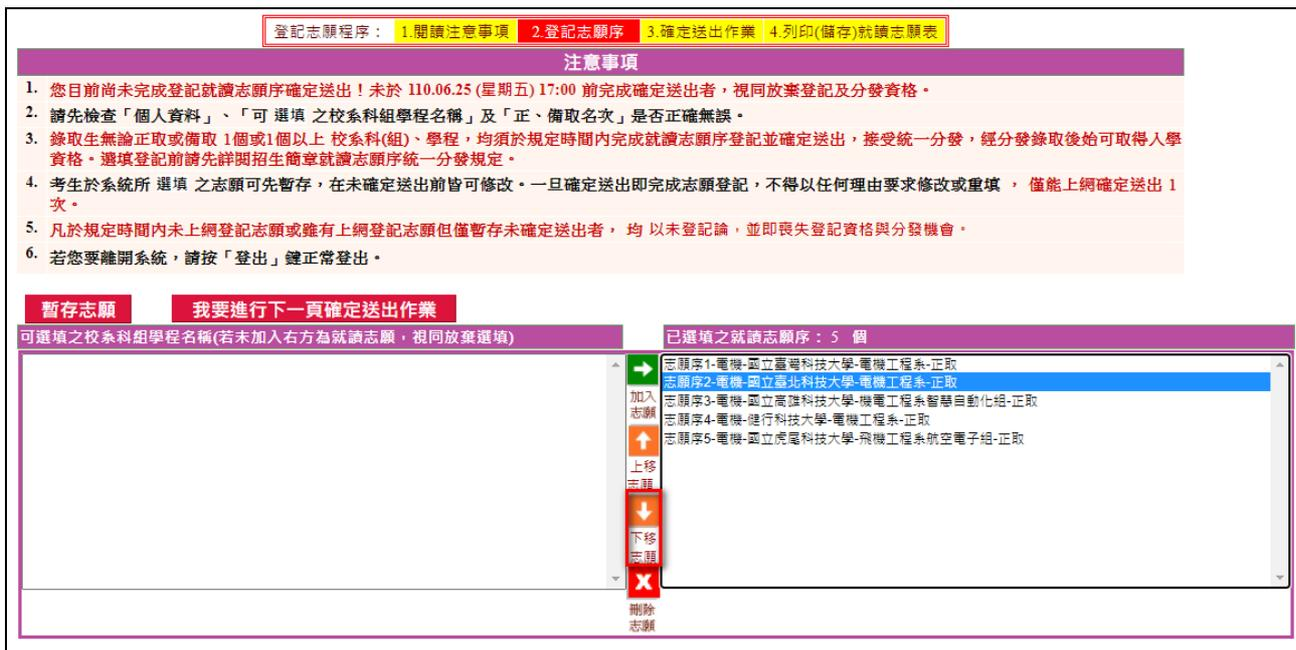 登記志願程序： 1.閱讀注意事項 2.登記志願序 3.確定送出作業 4.列印(儲存)就讀志願表
注意事項
1. 您目前尚未完成登記就讀志願序確定送出！未於 110.06.25 (星期五) 17:00 前完成確定送出者，視同放棄登記及分發資格。
2. 請先檢查「個人資料」、「可 選填 之校系科組學程名稱」及「正、備取名次」是否正確無誤。
3. 錄取生無論正取或備取 1個或1個以上 校系科(組)、學程，均須於規定時間內完成就讀志願序登記並確定送出，接受統一分發，經分發錄取後始可取得入學
資格。選填登記前請先詳閱招生簡章就讀志願序統一分發規定。
4. 考生於系統所 選填 之志願可先暫存，在未確定送出前皆可修改。一旦確定送出即完成志願登記，不得以任何理由要求修改或重填 ， 僅能上網確定送出 1
次。
5. 凡於規定時間內未上網登記志願或雖有上網登記志願但僅暫存未確定送出者， 均 以未登記論，並即喪失登記資格與分發機會。
6. 若您要離開系統，請按「登出」鍵正常登出。
暫存志願 我要進行下一頁確定送出作業
可選填之校系科組學程名稱(若未加入右方為就讀志願，視同放棄選填)
已選填之就讀志願序： 5 個
加入
志願
上移
志願
下移
志願
X
刪除
志願
志願序1-電機-國立臺灣科技大學-電機工程系-正取
志願序2-電機-國立臺北科技大學-電機工程系-正取
志願序3-電機-國立高雄科技大學-機電工程系智慧自動化組-正取
志願序4-電機-健行科技大學-電機工程系-正取
志願序5-電機-國立虎尾科技大學-飛機工程系航空電子組-正取